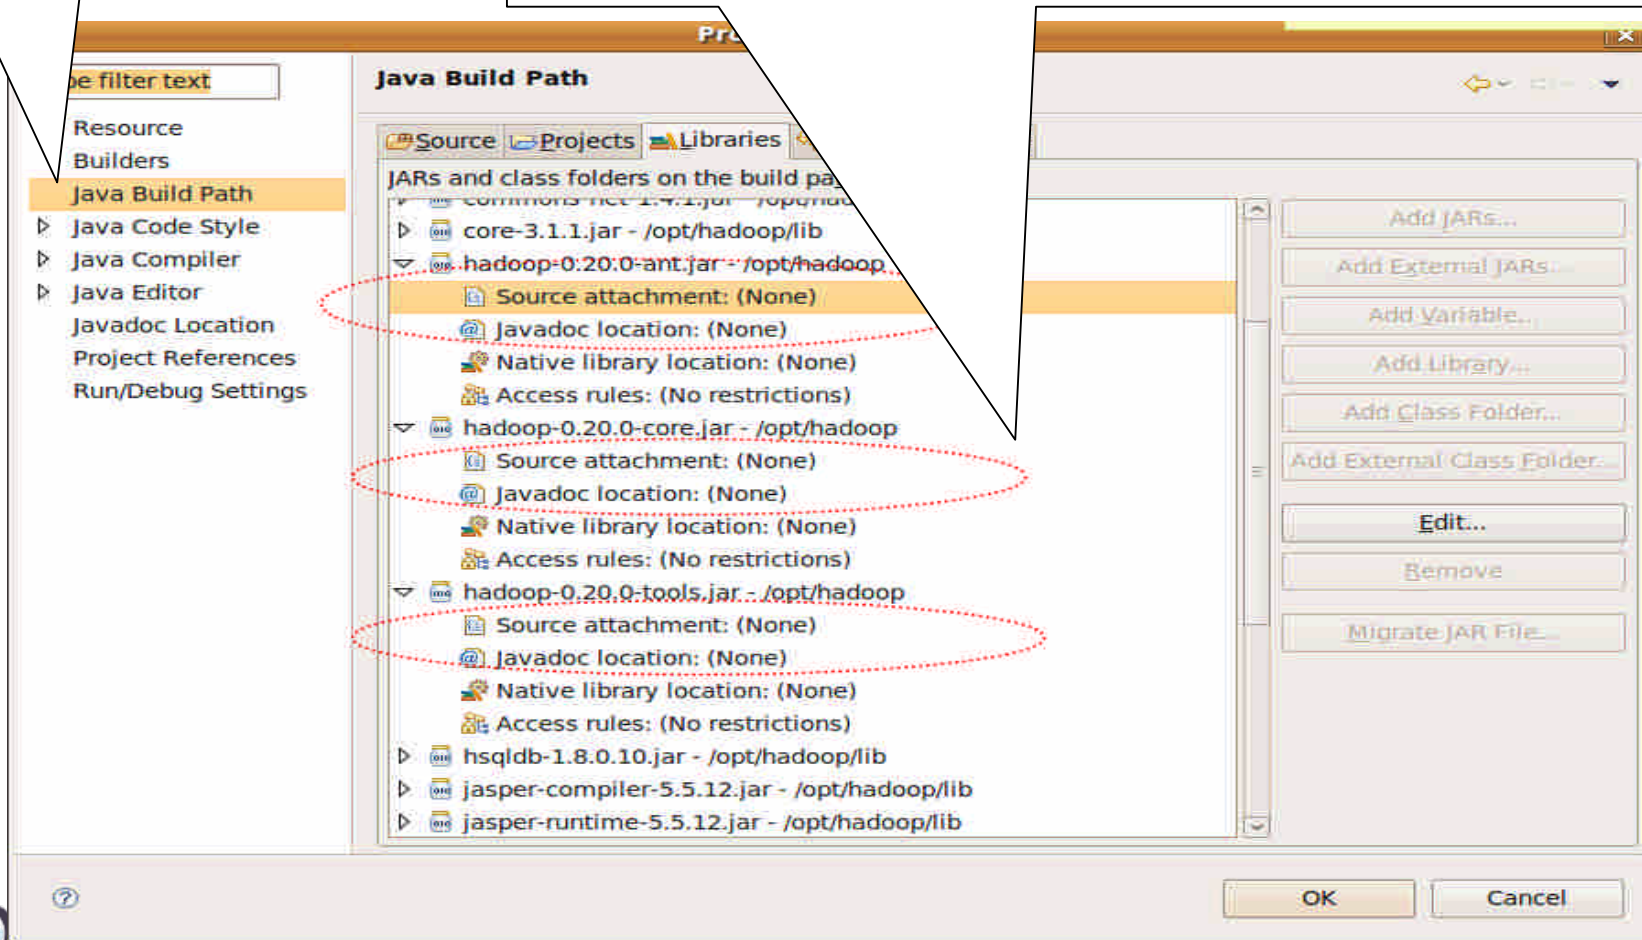 Pro
pe filter text
Java Build Path
Resource
Builders
Java Build Path
Java Code Style
Java Compiler
Java Editor
Javadoc Location
Project References
Run/Debug Settings
Source Projects Libraries
JARs and class folders on the build pa
commons-net-1.4.1.jar - /opt/had
core-3.1.1.jar - /opt/hadoop/lib
hadoop-0.20.0-ant.jar - /opt/hadoop
Source attachment: (None)
Javadoc location: (None)
Native library location: (None)
Access rules: (No restrictions)
hadoop-0.20.0-core.jar - /opt/hadoop
Source attachment: (None)
Javadoc location: (None)
Native library location: (None)
Access rules: (No restrictions)
hadoop-0.20.0-tools.jar - /opt/hadoop
Source attachment: (None)
Javadoc location: (None)
Native library location: (None)
Access rules: (No restrictions)
hsqldb-1.8.0.10.jar - /opt/hadoop/lib
jasper-compiler-5.5.12.jar - /opt/hadoop/lib
jasper-runtime-5.5.12.jar - /opt/hadoop/lib
Add JARs...
Add External JARs...
Add Variable...
Add Library...
Add Class Folder...
Add External Class Folder...
Edit...
Remove
Migrate JAR File...
OK
Cancel